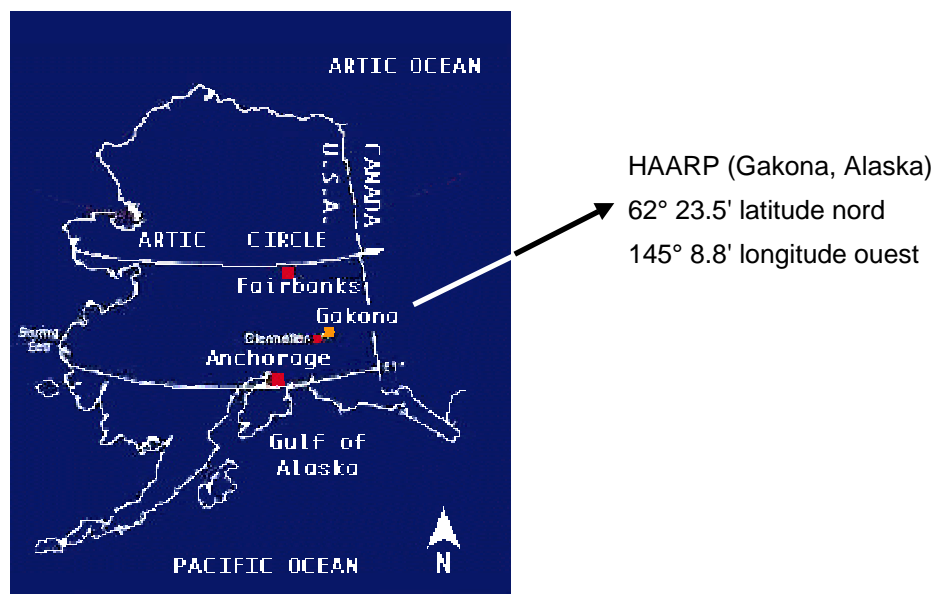 ARTIC OCEAN
CANADA
U.S.A.
ARTIC CIRCLE
Fairbanks
Gakona
Anchorage
Gulf of
Alaska
PACIFIC OCEAN
N
HAARP (Gakona, Alaska)
62° 23.5' latitude nord
145° 8.8' longitude ouest